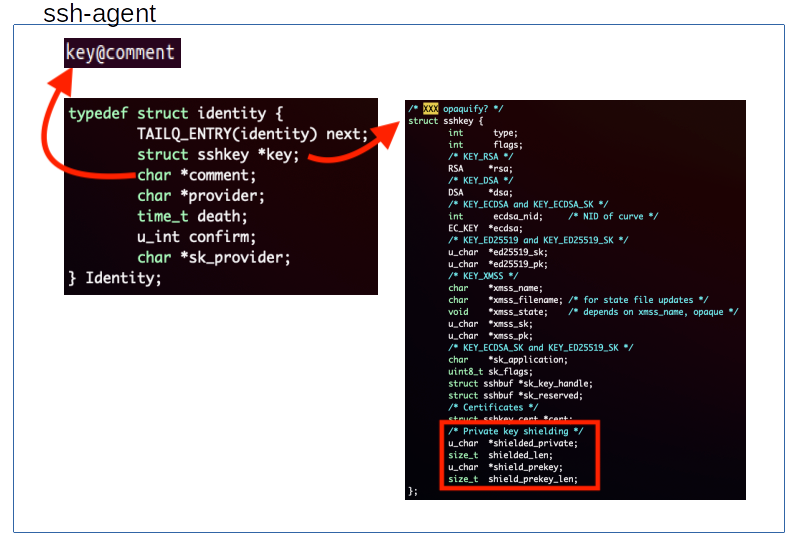 ssh-agent
key@comment
typedef struct identity {
TAILQ_ENTRY(identity) next;
struct sshkey *key;
char *comment;
char *provider;
time_t death;
u_int confirm;
char *sk_provider;
} Identity;
/* XXX opaquify? */
struct sshkey {
int type;
int flags;
/* KEY_RSA */
RSA *rsa;
/* KEY_DSA */
DSA *dsa;
/* KEY_ECDSA and KEY_ECDSA_SK */
int ecdsa_nid; /* NID of curve */
EC_KEY *ecdsa;
/* KEY_ED25519 and KEY_ED25519_SK */
u_char *ed25519_sk;
u_char *ed25519_pk;
/* KEY_XMSS */
char *xmss_name;
char *xmss_filename; /* for state file updates */
void *xmss_state; /* depends on xmss_name, opaque */
u_char *xmss_sk;
u_char *xmss_pk;
/* KEY_ECDSA_SK and KEY_ED25519_SK */
char *sk_application;
uint8_t sk_flags;
struct sshbuf *sk_key_handle;
struct sshbuf *sk_reserved;
/* Certificates */
struct sshkey_cert *cert;
/* Private key shielding */
u_char *shielded_private;
size_t shielded_len;
u_char *shield_prekey;
size_t shield_prekey_len;
};